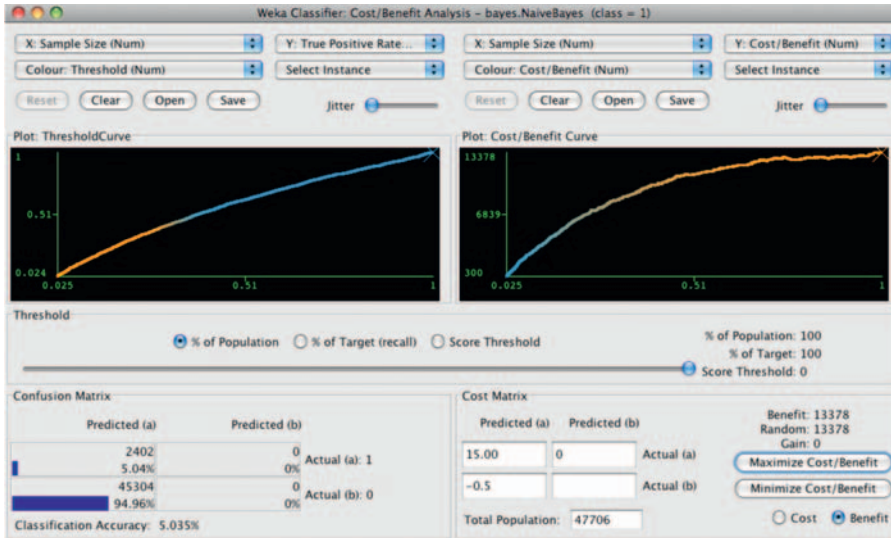 Weka Classifier: Cost/Benefit Analysis – bayes.NaiveBayes (class = 1)
X: Sample Size (Num)
Y: True Positive Rate...
Colour: Threshold (Num)
Select Instance
Reset
Clear
Open
Save
Jitter
X: Sample Size (Num)
Y: Cost/Benefit (Num)
Colour: Cost/Benefit (Num)
Select Instance
Reset
Clear
Open
Save
Jitter
Plot: ThresholdCurve
1
0.51
0.024
0.025
0.51
1
Plot: Cost/Benefit Curve
13378
6839
300
0.025
0.51
1
Threshold
% of Population
% of Target (recall)
Score Threshold
% of Population: 100
% of Target: 100
Score Threshold: 0
Confusion Matrix
Predicted (a) Predicted (b)
2402 0
5.04% 0%
Actual (a): 1
45304 0
94.96% 0%
Actual (b): 0
Classification Accuracy: 5.035%
Cost Matrix
Predicted (a) Predicted (b)
15.00 0 Actual (a)
-0.5 Actual (b)
Total Population: 47706
Benefit: 13378
Random: 13378
Gain: 0
Maximize Cost/Benefit
Minimize Cost/Benefit
Cost
Benefit